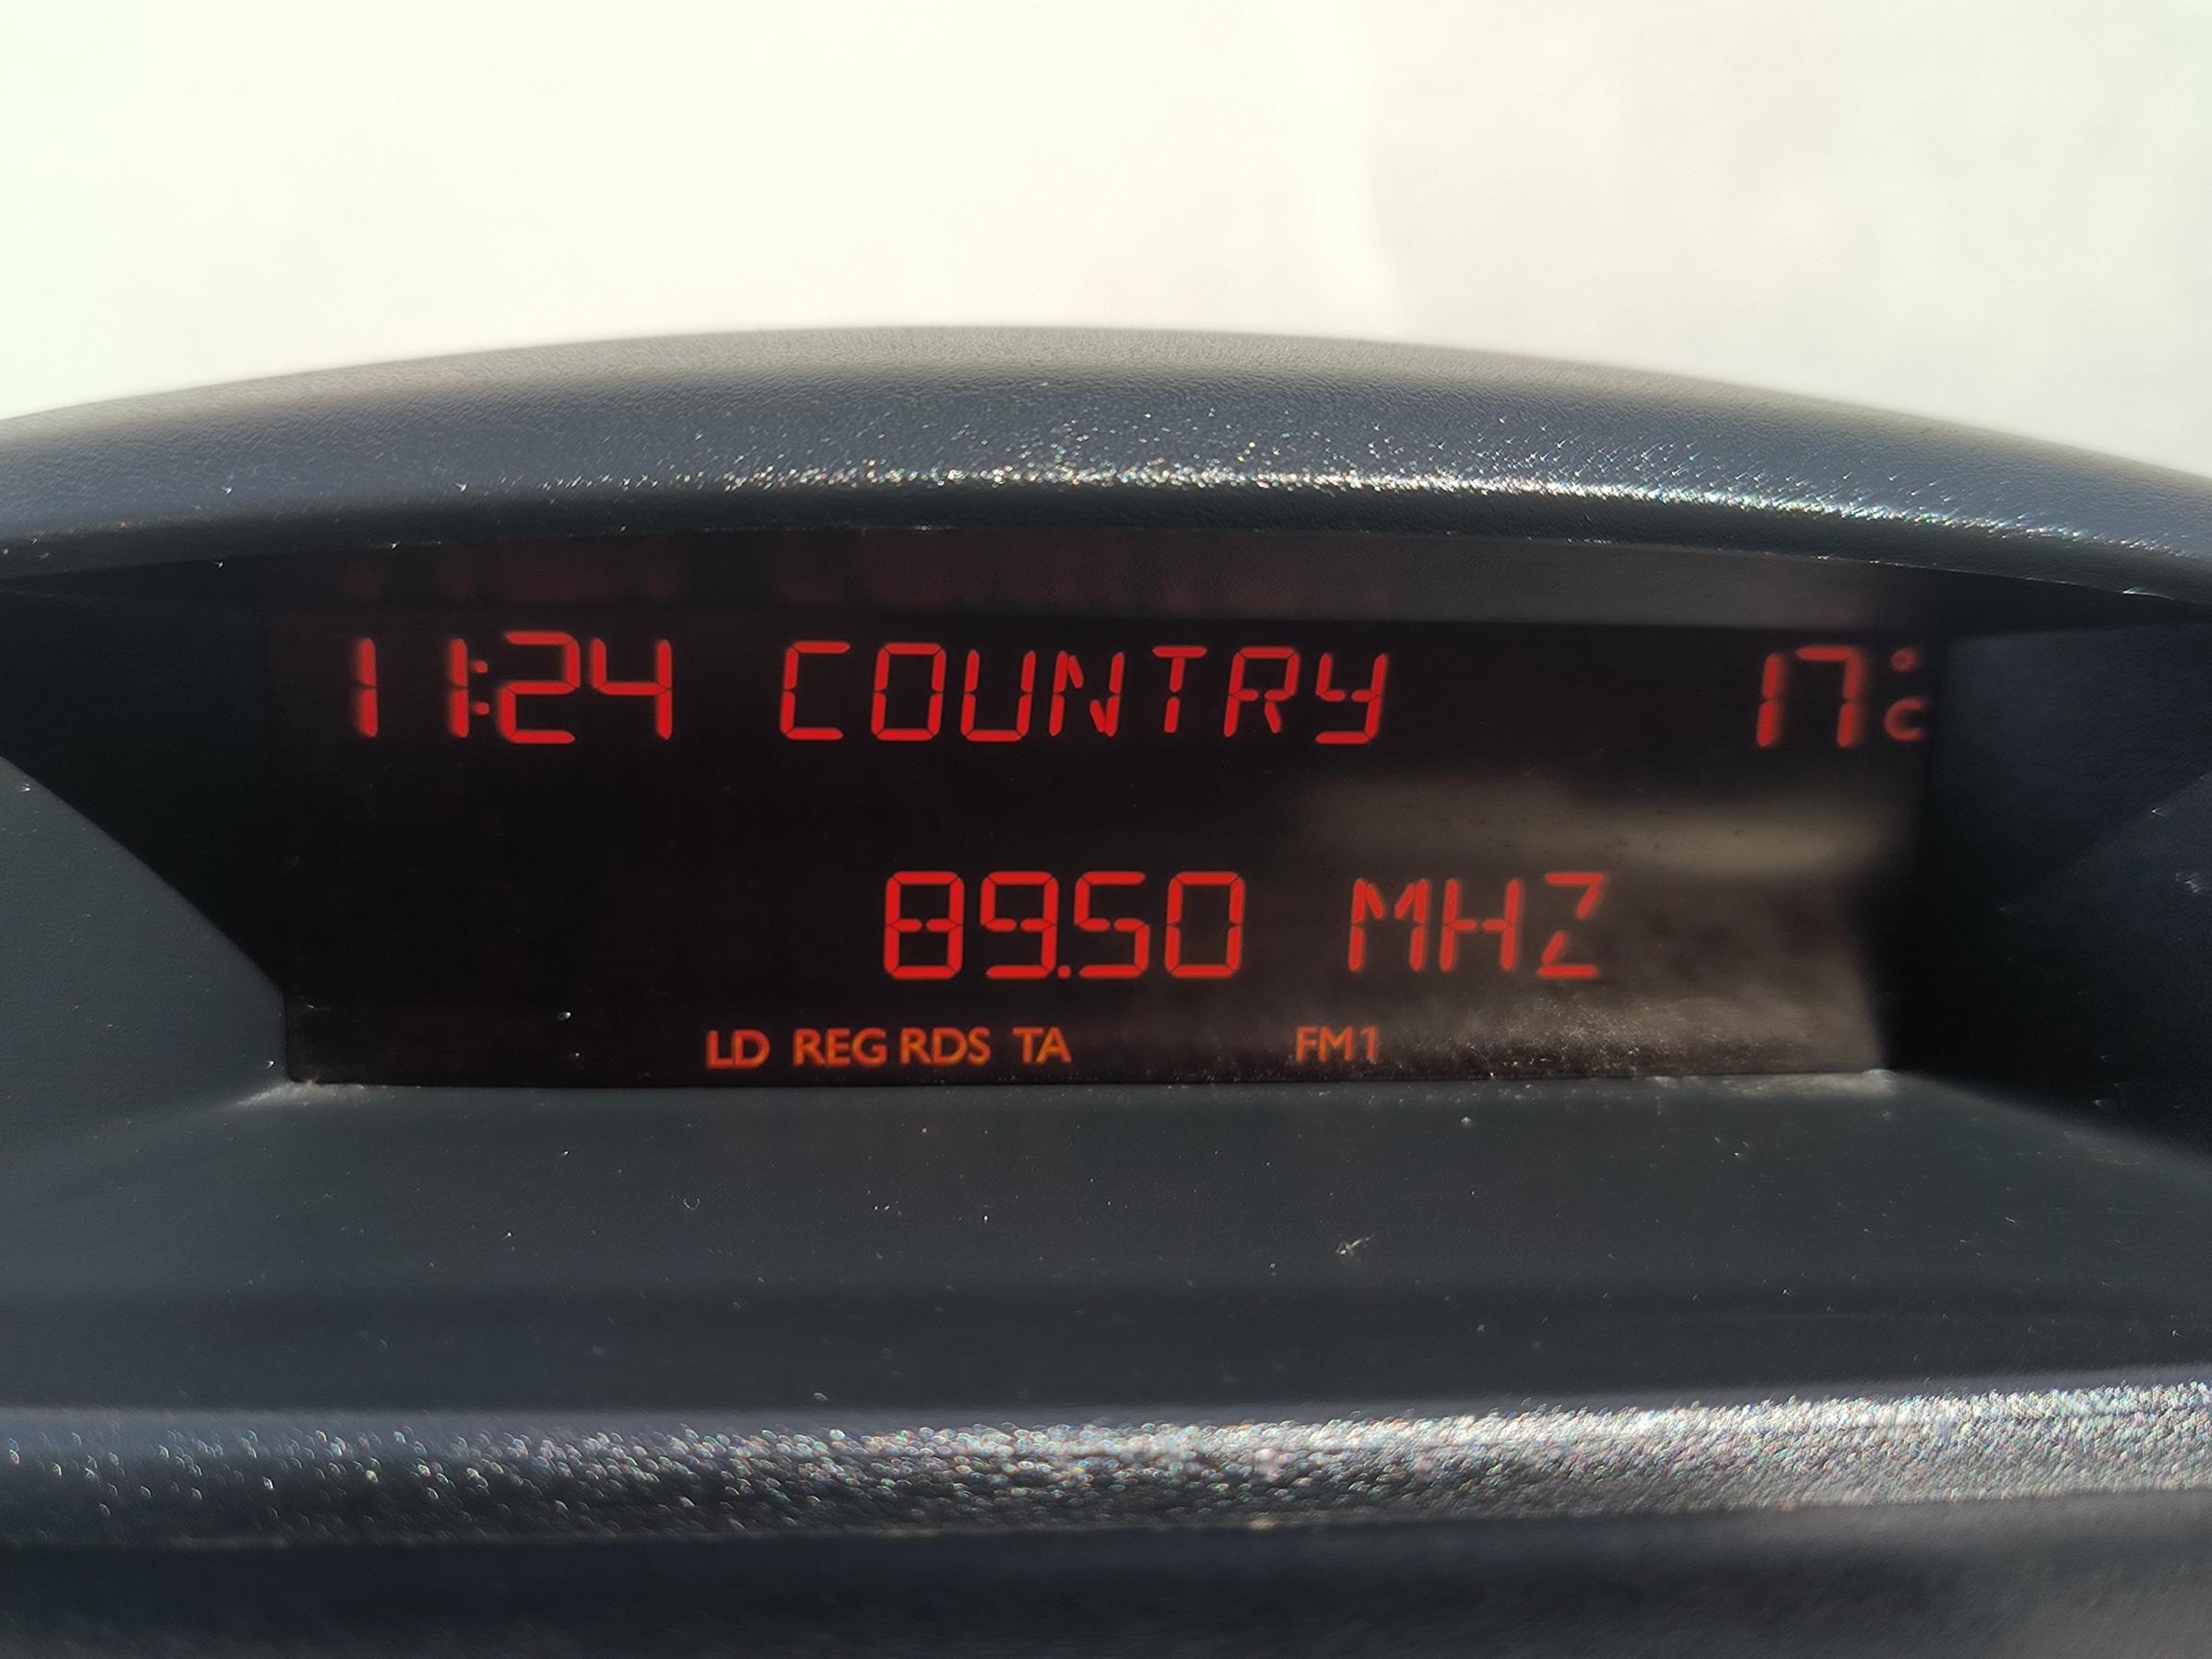 11:24 COUNTRY 17°C
89.50 MHZ
LD REG RDS TA FM1